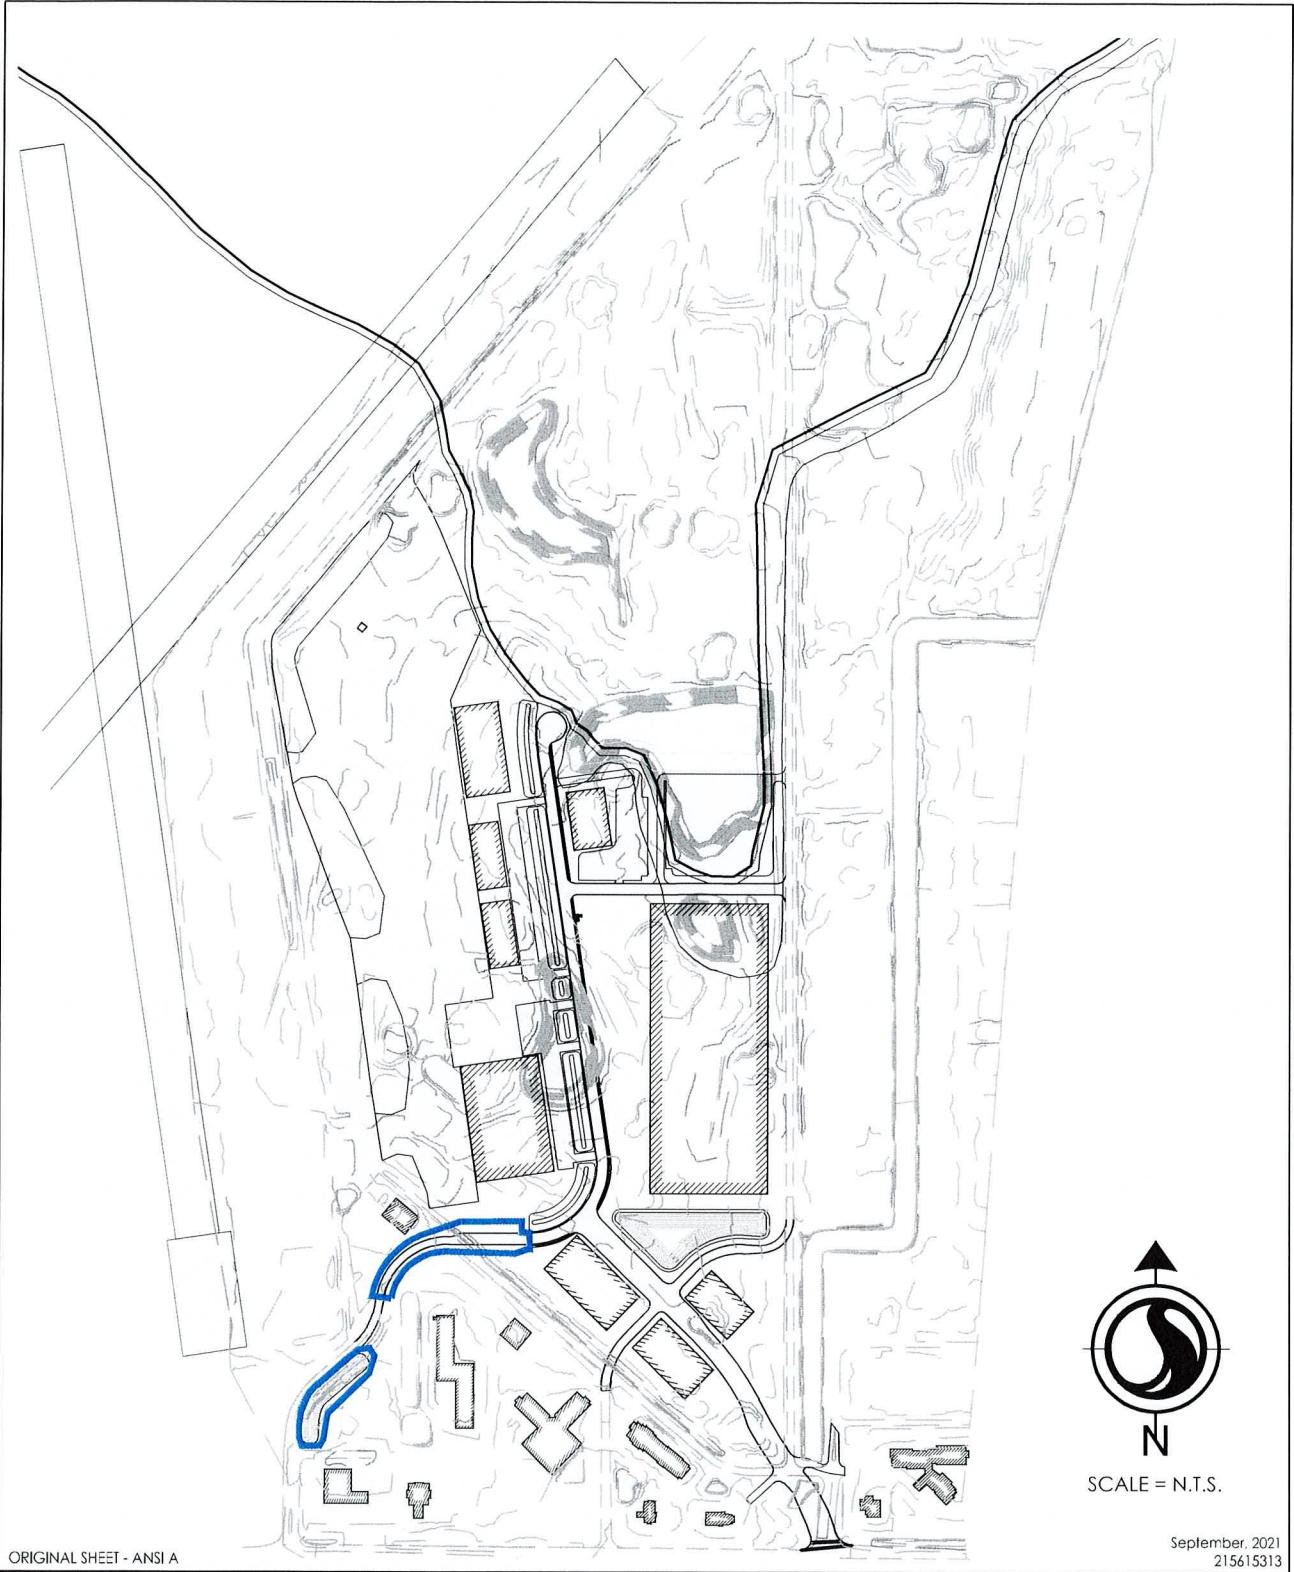 N
SCALE = N.T.S.
September, 2021
ORIGINAL SHEET - ANSI A
215615313